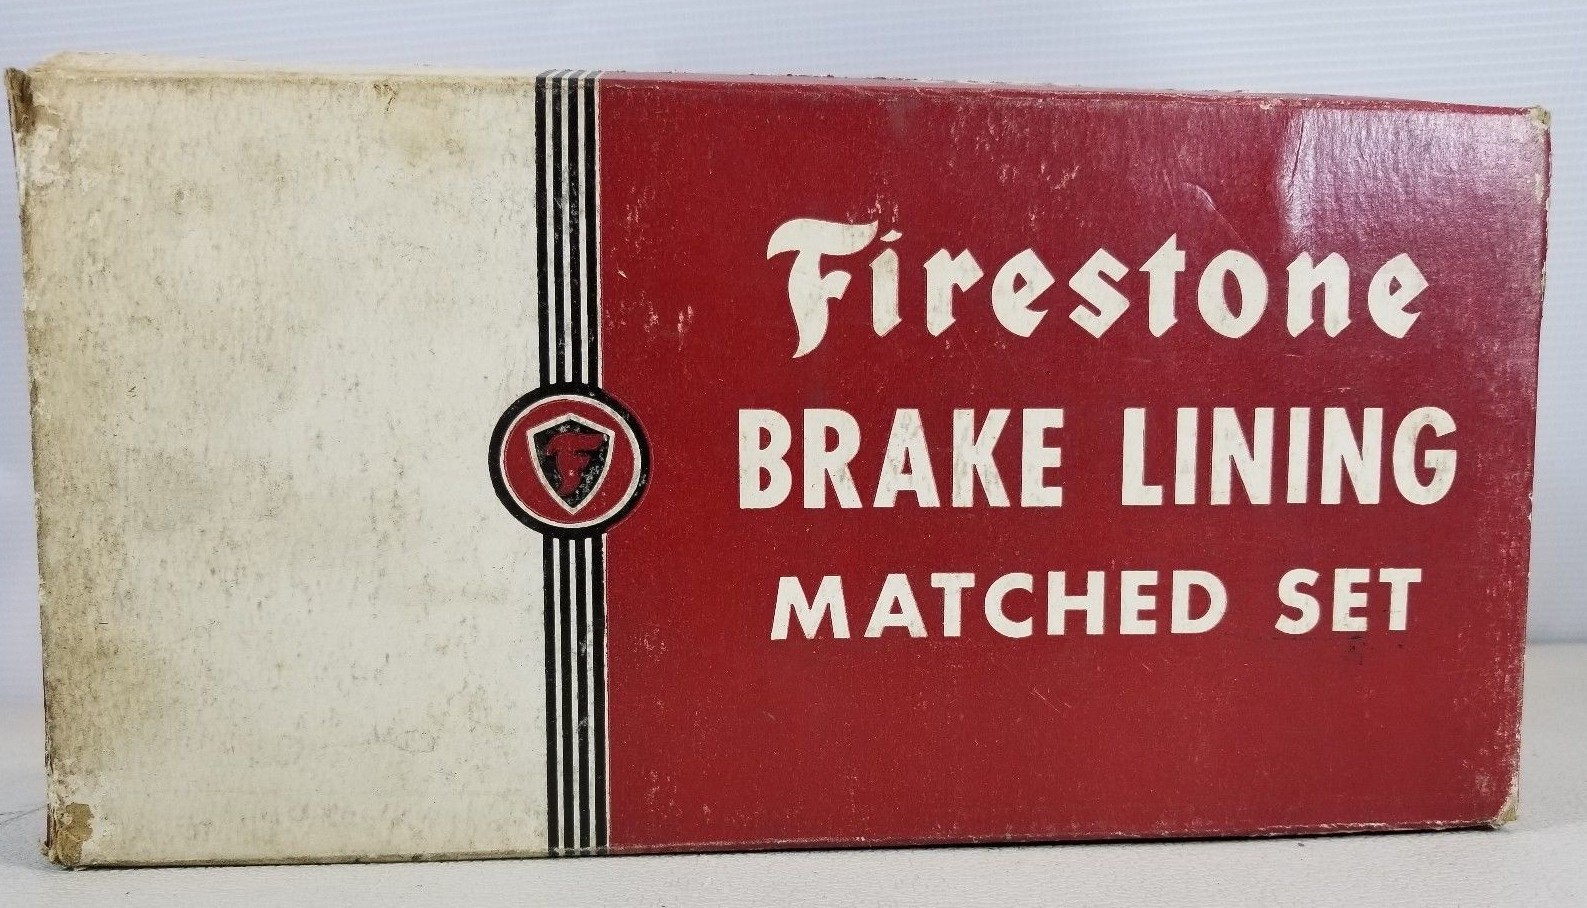 Firestone
BRAKE LINING
MATCHED SET
F